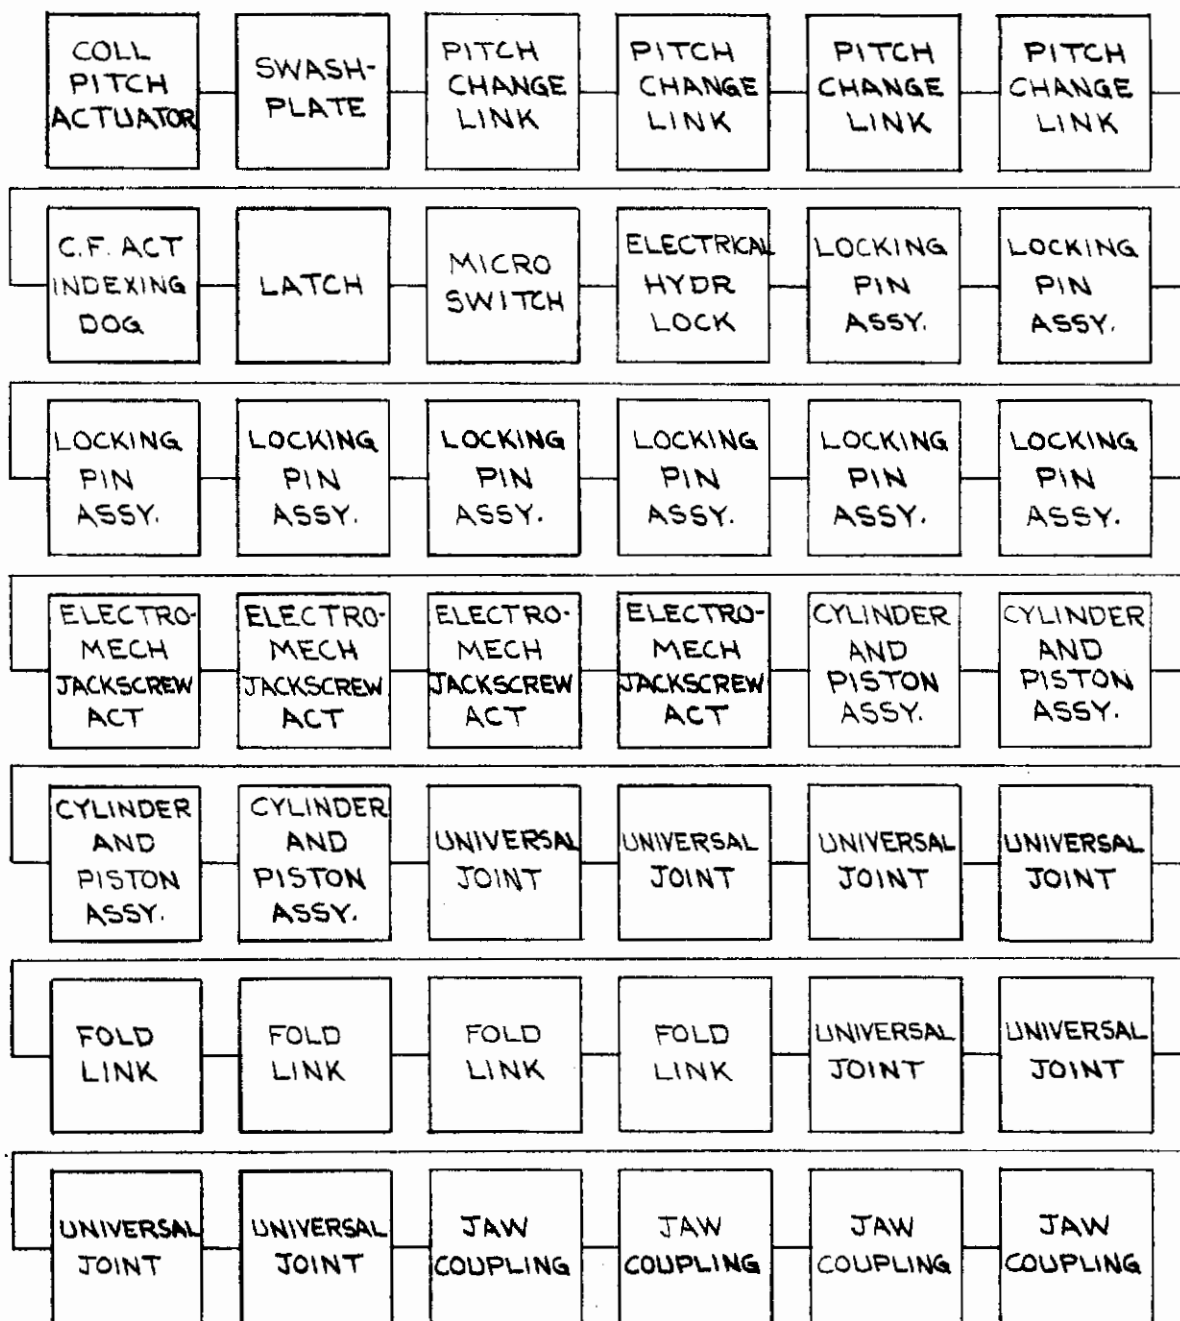 COLL
PITCH
ACTUATOR
SWASH-
PLATE
PITCH
CHANGE
LINK
PITCH
CHANGE
LINK
PITCH
CHANGE
LINK
PITCH
CHANGE
LINK
C.F. ACT
INDEXING
DOG
LATCH
MICRO
SWITCH
ELECTRICAL
HYDR
LOCK
LOCKING
PIN
ASSY.
LOCKING
PIN
ASSY.
LOCKING
PIN
ASSY.
LOCKING
PIN
ASSY.
LOCKING
PIN
ASSY.
LOCKING
PIN
ASSY.
LOCKING
PIN
ASSY.
LOCKING
PIN
ASSY.
ELECTRO-
MECH
JACKSCREW
ACT
ELECTRO-
MECH
JACKSCREW
ACT
ELECTRO-
MECH
JACKSCREW
ACT
ELECTRO-
MECH
JACKSCREW
ACT
CYLINDER
AND
PISTON
ASSY.
CYLINDER
AND
PISTON
ASSY.
CYLINDER
AND
PISTON
ASSY.
CYLINDER
AND
PISTON
ASSY.
UNIVERSAL
JOINT
UNIVERSAL
JOINT
UNIVERSAL
JOINT
UNIVERSAL
JOINT
FOLD
LINK
FOLD
LINK
FOLD
LINK
FOLD
LINK
UNIVERSAL
JOINT
UNIVERSAL
JOINT
UNIVERSAL
JOINT
UNIVERSAL
JOINT
JAW
COUPLING
JAW
COUPLING
JAW
COUPLING
JAW
COUPLING